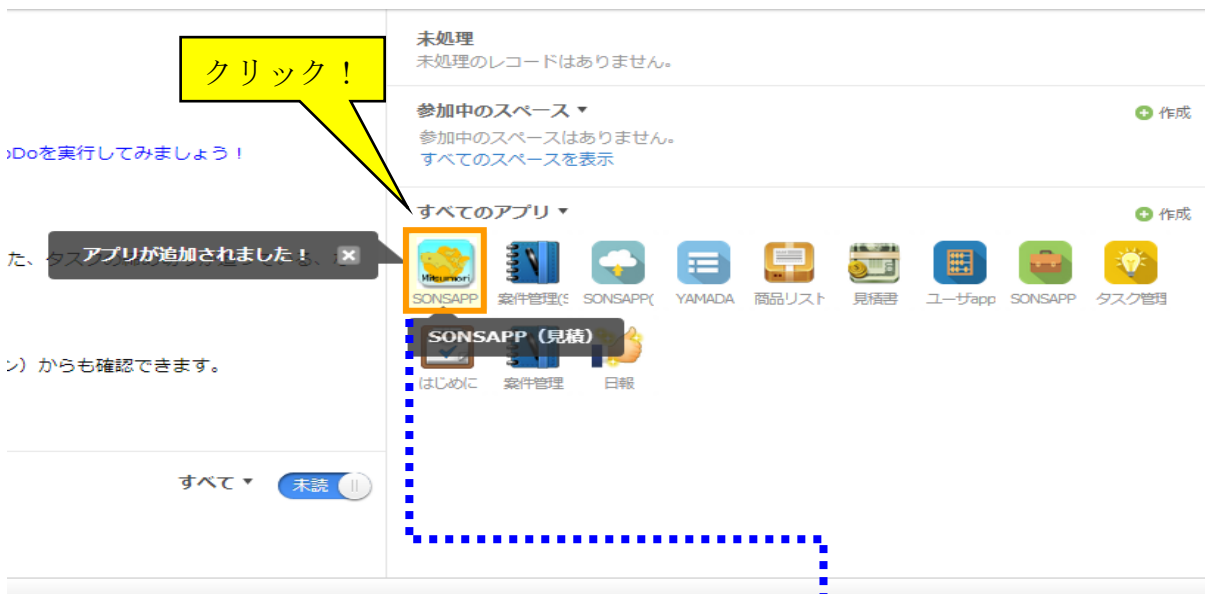 未処理
未処理のレコードはありません。
クリック！
参加中のスペース
作成
参加中のスペースはありません。
すべてのスペースを表示
oDoを実行してみましょう！
すべてのアプリ
作成
た、
アプリが追加されました！
Mitsumori
SONSAPP
案件管理(S
SONSAPP(
YAMADA
商品リスト
見積書
ユーザapp
SONSAPP
タスク管理
SONSAPP（見積）
ン）からも確認できます。
はじめに
案件管理
日報
すべて
未読